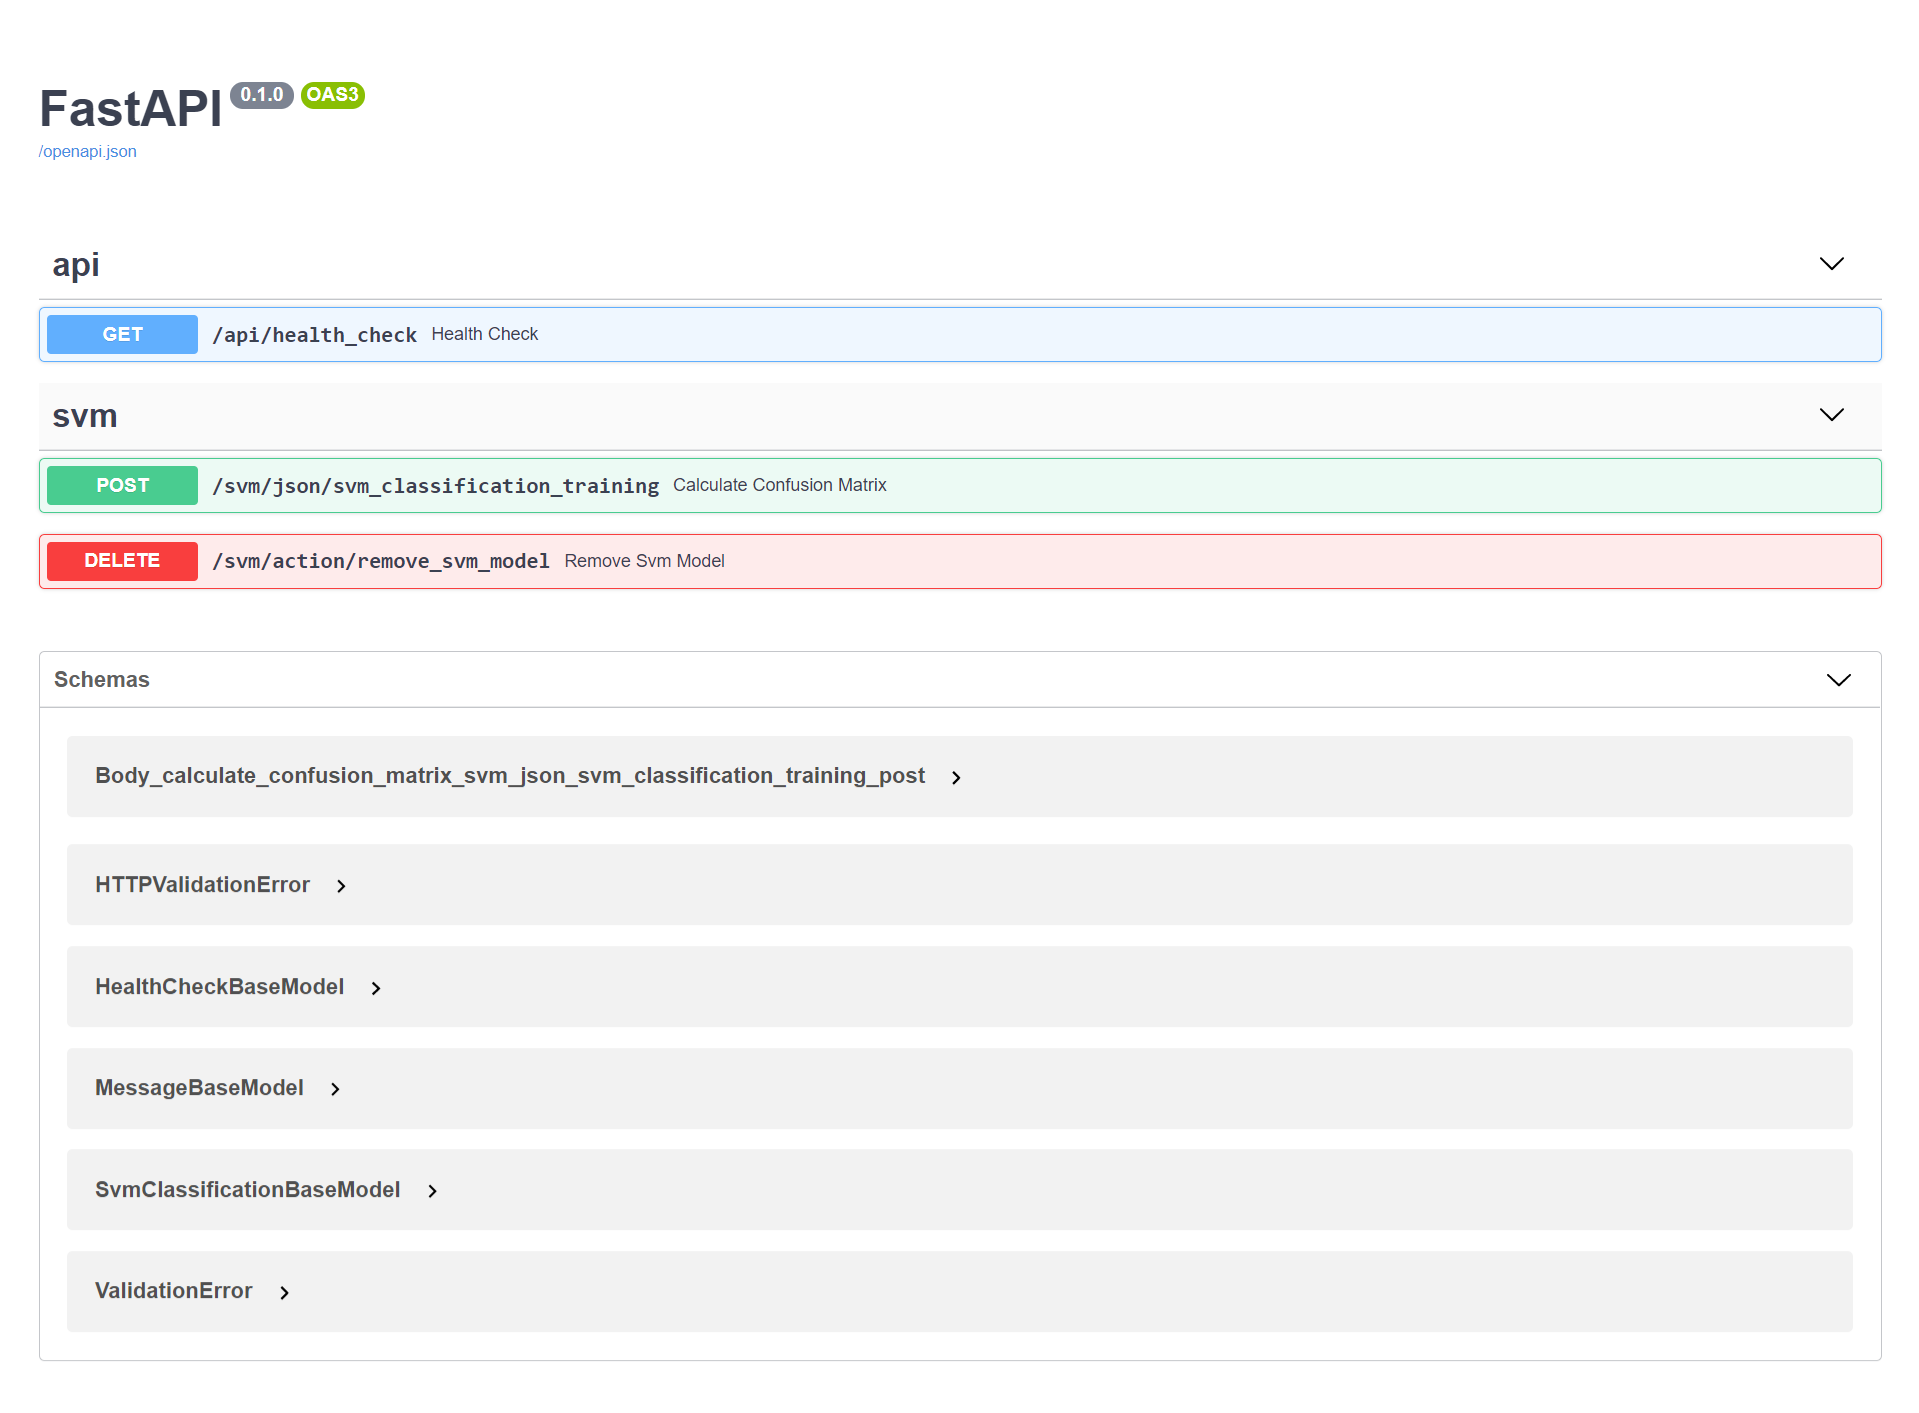 FastAPI 0.1.0 OAS3
/openapi.json
api
GET /api/health_check Health Check
svm
POST /svm/json/svm_classification_training Calculate Confusion Matrix
DELETE /svm/action/remove_svm_model Remove Svm Model
Schemas
Body_calculate_confusion_matrix_svm_json_svm_classification_training_post
HTTPValidationError
HealthCheckBaseModel
MessageBaseModel
SvmClassificationBaseModel
ValidationError